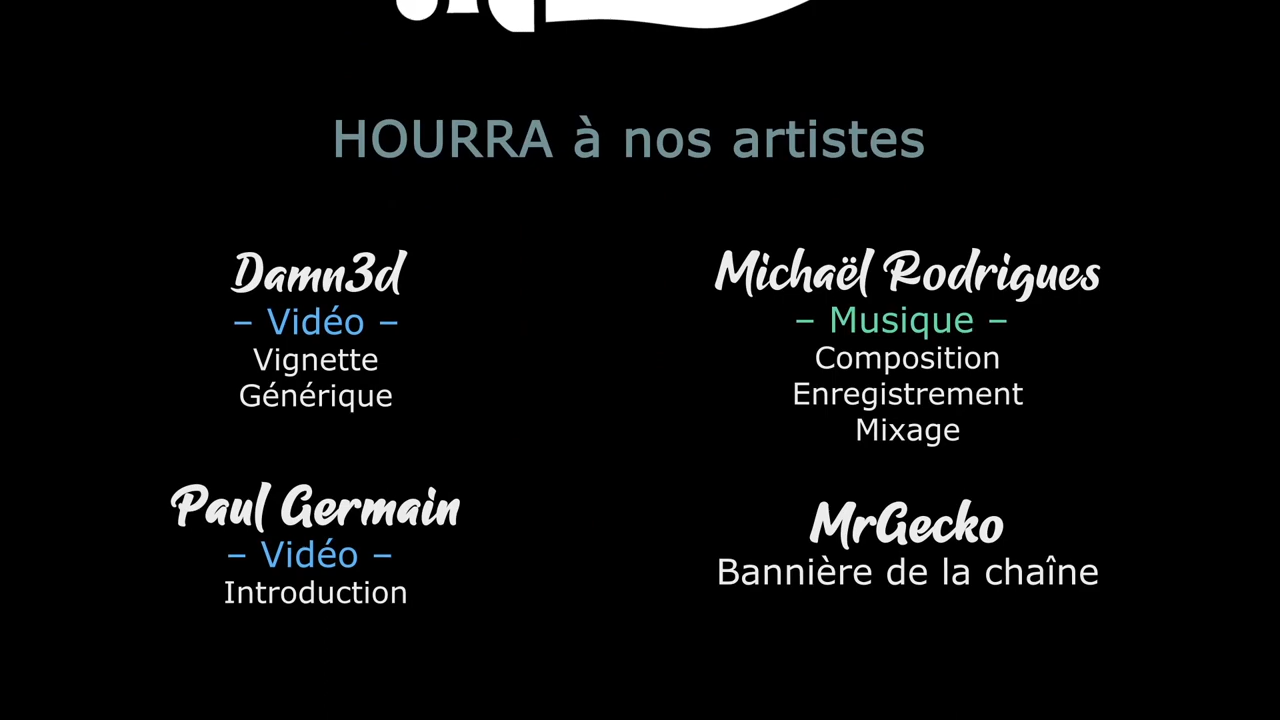 HOURRA à nos artistes
Damn3d
– Vidéo –
Vignette
Générique
Michaël Rodrigues
– Musique –
Composition
Enregistrement
Mixage
Paul Germain
– Vidéo –
Introduction
MrGecko
Bannière de la chaîne